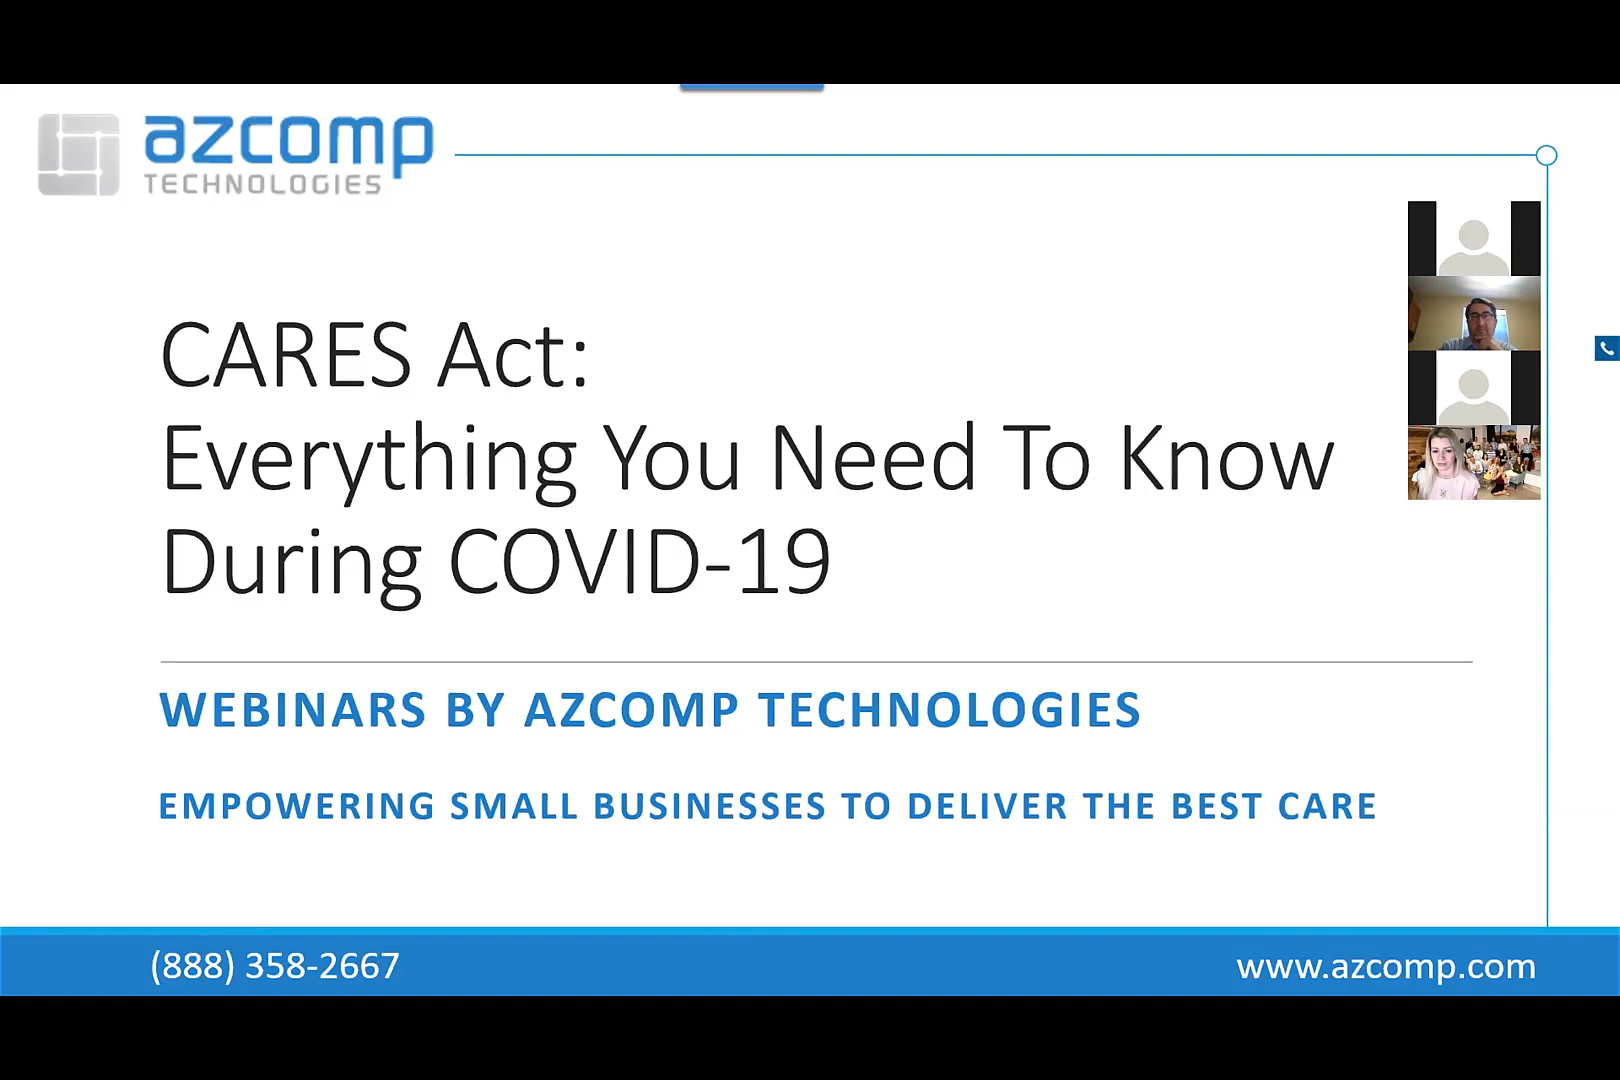 azcomp
TECHNOLOGIES
CARES Act:
Everything You Need To Know
During COVID-19
WEBINARS BY AZCOMP TECHNOLOGIES
EMPOWERING SMALL BUSINESSES TO DELIVER THE BEST CARE
(888) 358-2667
www.azcomp.com